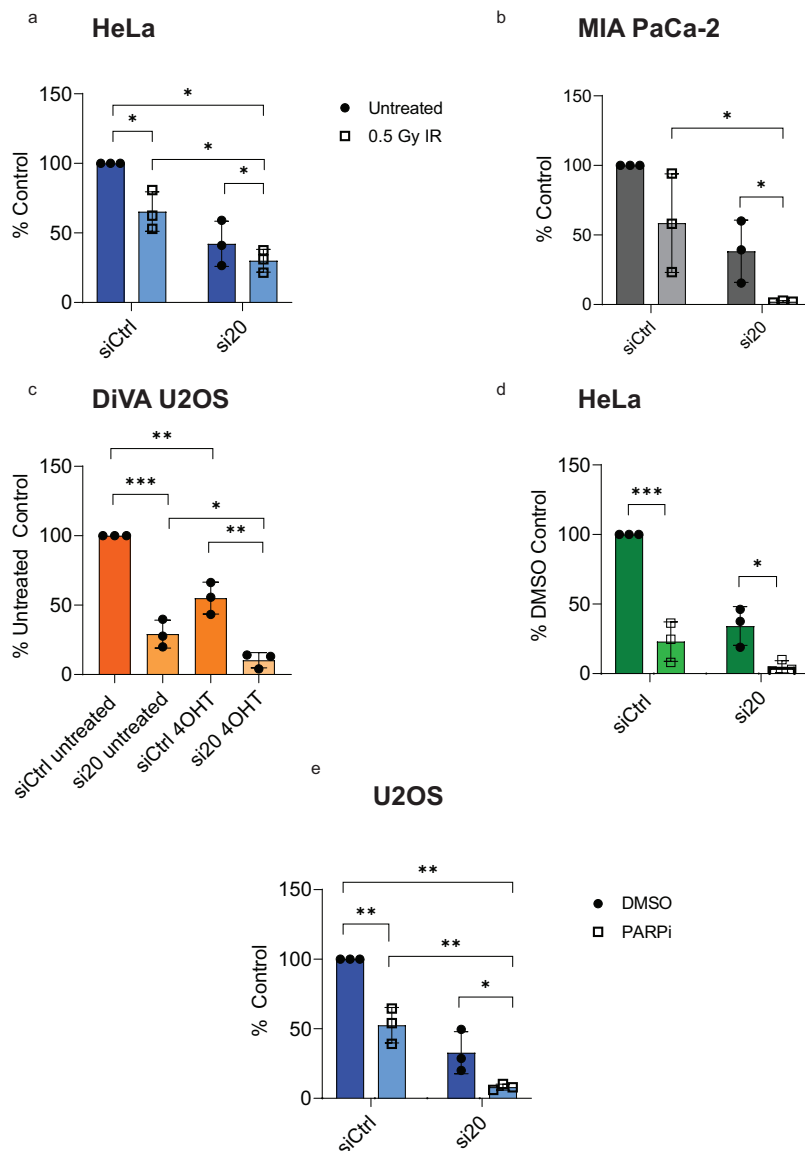 a
HeLa
*
*
*
*
Untreated
0.5 Gy IR
% Control
150
100
50
0
siCtrl
si20
b
MIA PaCa-2
*
*
% Control
150
100
50
0
siCtrl
si20
c
DiVA U2OS
**
***
*
**
% Untreated Control
150
100
50
0
siCtrl untreated
si20 untreated
siCtrl 4OHT
si20 4OHT
d
HeLa
***
*
% DMSO Control
150
100
50
0
siCtrl
si20
e
U2OS
**
**
**
*
DMSO
PARPi
% Control
150
100
50
0
siCtrl
si20